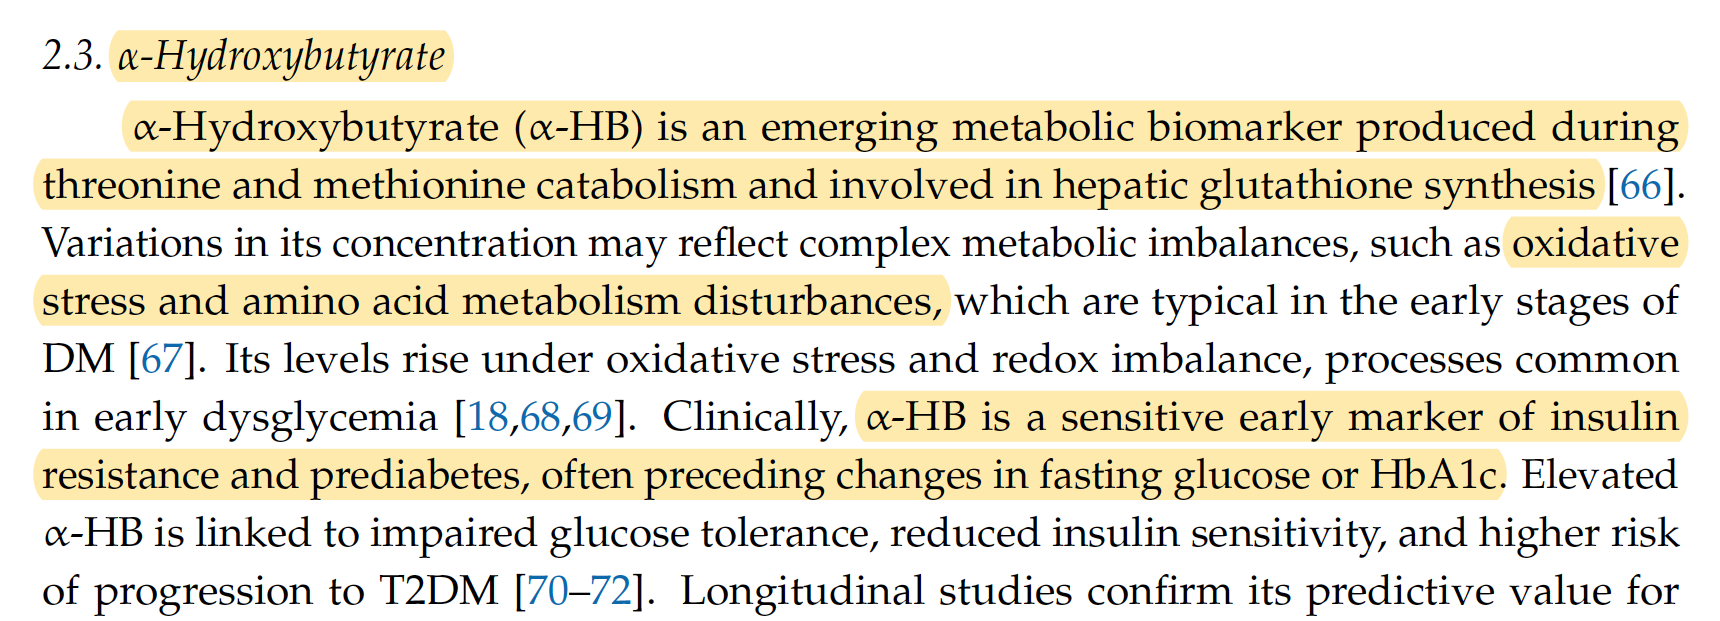 2.3. α-Hydroxybutyrate
α-Hydroxybutyrate (α-HB) is an emerging metabolic biomarker produced during
threonine and methionine catabolism and involved in hepatic glutathione synthesis [66].
Variations in its concentration may reflect complex metabolic imbalances, such as oxidative
stress and amino acid metabolism disturbances, which are typical in the early stages of
DM [67]. Its levels rise under oxidative stress and redox imbalance, processes common
in early dysglycemia [18,68,69]. Clinically, α-HB is a sensitive early marker of insulin
resistance and prediabetes, often preceding changes in fasting glucose or HbA1c. Elevated
α-HB is linked to impaired glucose tolerance, reduced insulin sensitivity, and higher risk
of progression to T2DM [70–72]. Longitudinal studies confirm its predictive value for